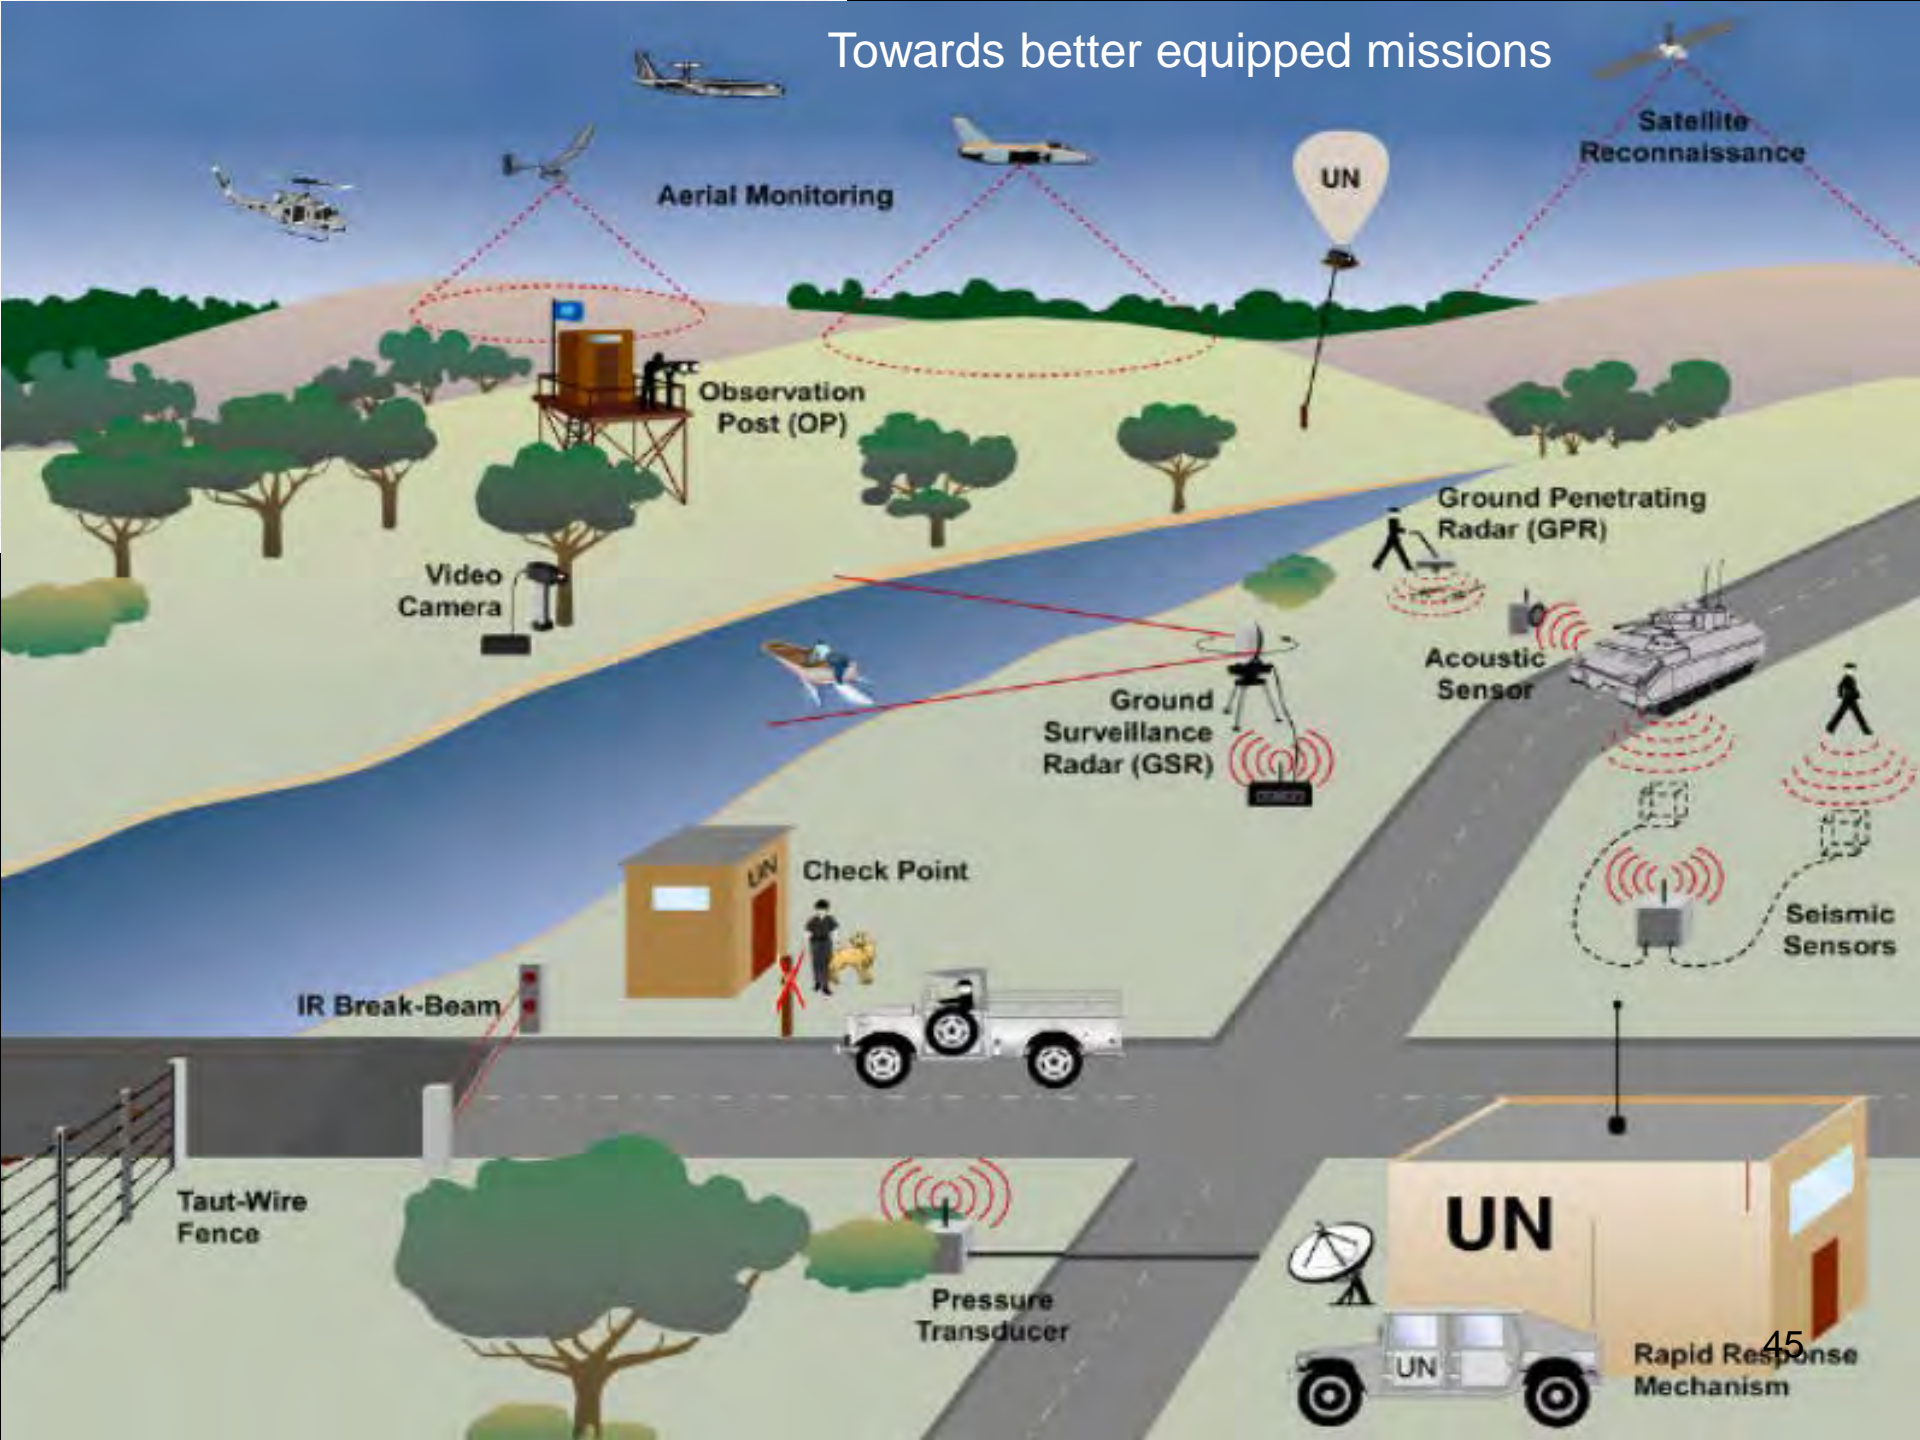 Towards better equipped missions
Satellite
Reconnaissance
Aerial Monitoring
UN
Observation
Post (OP)
Ground Penetrating
Radar (GPR)
Video
Camera
Acoustic
Sensor
Ground
Surveillance
Radar (GSR)
UN
Check Point
Seismic
Sensors
IR Break-Beam
Taut-Wire
Fence
UN
Pressure
Transducer
UN
45
Rapid Response
Mechanism